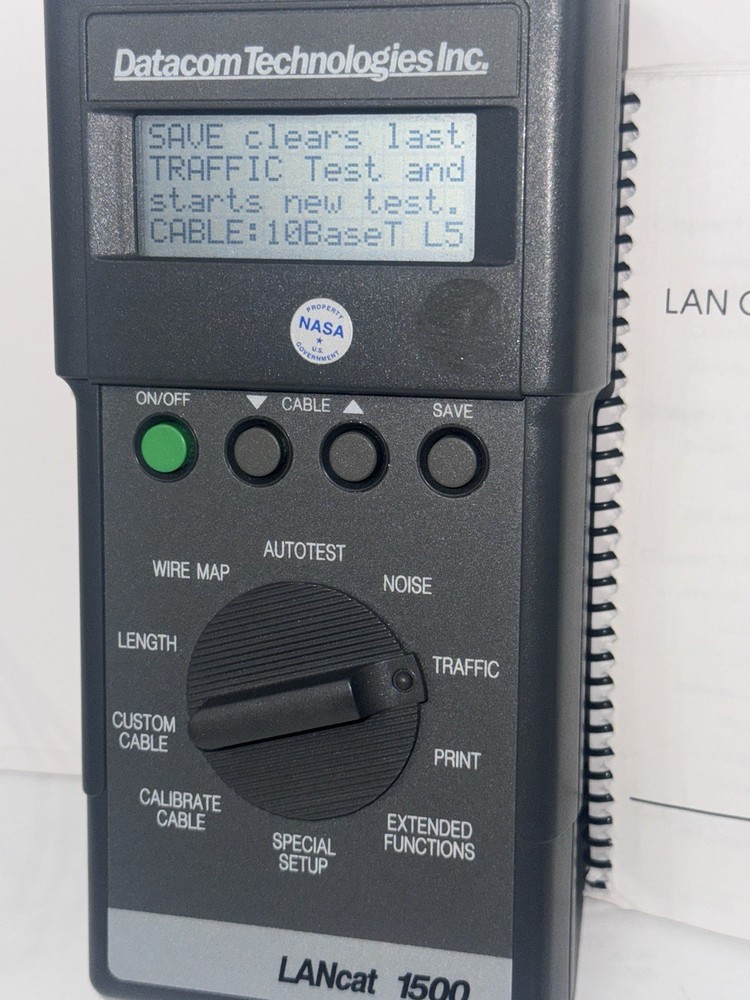 Datacom Technologies Inc.
SAVE clears last
TRAFFIC Test and
starts new test.
CABLE:10BaseT L5
PROPERTY
NASA
U.S.
GOVERNMENT
ON/OFF
CABLE
SAVE
AUTOTEST
WIRE MAP
NOISE
LENGTH
TRAFFIC
CUSTOM
CABLE
PRINT
CALIBRATE
CABLE
EXTENDED
FUNCTIONS
SPECIAL
SETUP
LANcat 1500
LAN